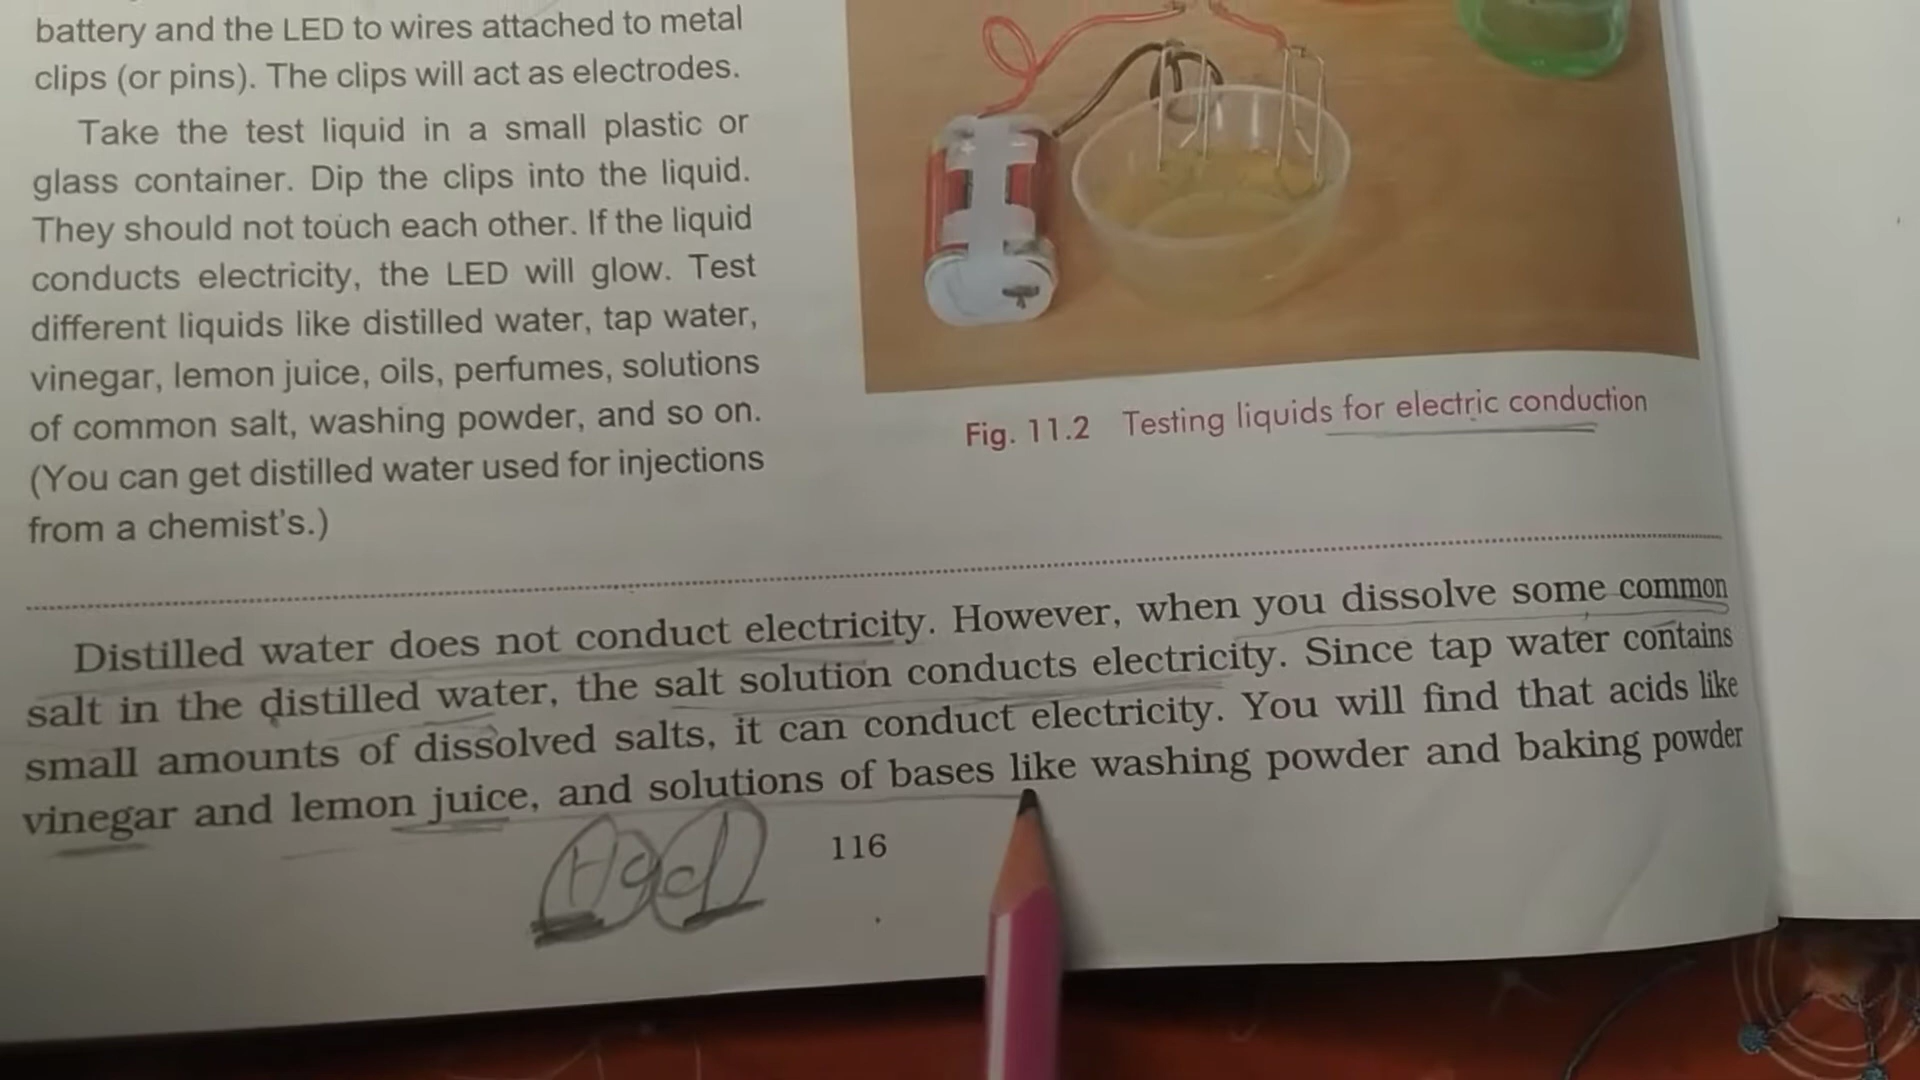 battery and the LED to wires attached to metal
clips (or pins). The clips will act as electrodes.
Take the test liquid in a small plastic or
glass container. Dip the clips into the liquid.
They should not touch each other. If the liquid
conducts electricity, the LED will glow. Test
different liquids like distilled water, tap water,
vinegar, lemon juice, oils, perfumes, solutions
of common salt, washing powder, and so on.
(You can get distilled water used for injections
from a chemist's.)
Fig. 11.2 Testing liquids for electric conduction
Distilled water does not conduct electricity. However, when you dissolve some common
salt in the distilled water, the salt solution conducts electricity. Since tap water contains
small amounts of dissolved salts, it can conduct electricity. You will find that acids like
vinegar and lemon juice, and solutions of bases like washing powder and baking powder
116